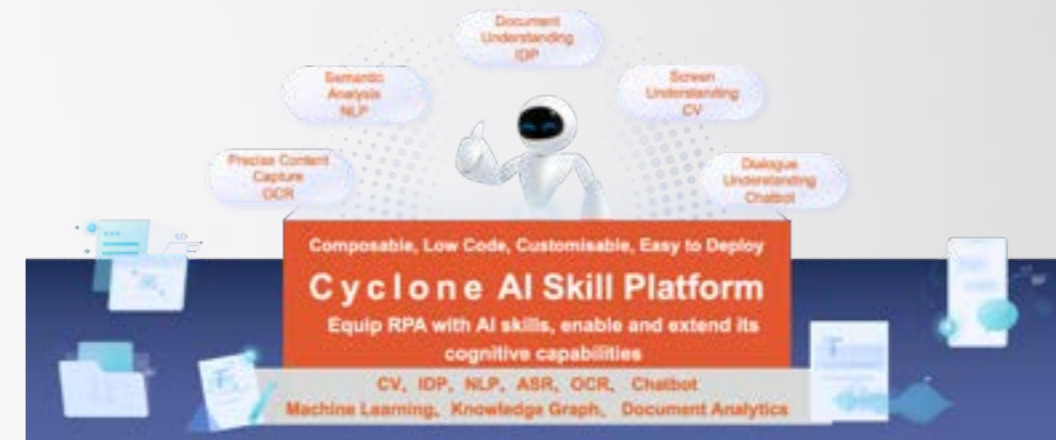 Document
Understanding
IDP
Semantic
Analysis
NLP
Screen
Understanding
CV
Precise Content
Capture
OCR
Dialogue
Understanding
Chatbot
Composable, Low Code, Customisable, Easy to Deploy
Cyclone AI Skill Platform
Equip RPA with AI skills, enable and extend its
cognitive capabilities
CV, IDP, NLP, ASR, OCR, Chatbot
Machine Learning, Knowledge Graph, Document Analytics